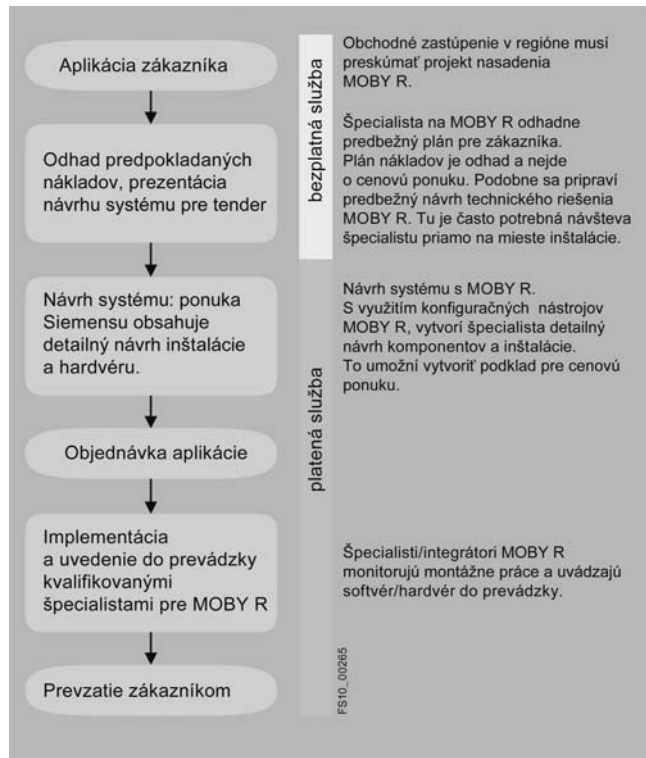 Aplikácia zákazníka
Odhad predpokladaných
nákladov, prezentácia
návrhu systému pre tender
Návrh systému: ponuka
Siemensu obsahuje
detailný návrh inštalácie
a hardvéru.
Objednávka aplikácie
Implementácia
a uvedenie do prevádzky
kvalifikovanými
špecialistami pre MOBY R
Prevzatie zákazníkom
bezplatná služba
platená služba
Obchodné zastúpenie v regióne musí
preskúmať projekt nasadenia
MOBY R.
Špecialista na MOBY R odhadne
predbežný plán pre zákazníka.
Plán nákladov je odhad a nejde
o cenovú ponuku. Podobne sa pripraví
predbežný návrh technického riešenia
MOBY R. Tu je často potrebná návšteva
špecialistu priamo na mieste inštalácie.
Návrh systému s MOBY R.
S využitím konfiguračných nástrojov
MOBY R, vytvorí špecialista detailný
návrh komponentov a inštalácie.
To umožní vytvoriť podklad pre cenovú
ponuku.
Špecialisti/integrátori MOBY R
monitorujú montážne práce a uvádzajú
softvér/hardvér do prevádzky.
FS10_00265